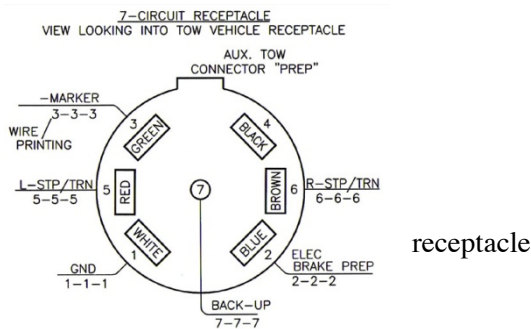 7-CIRCUIT RECEPTACLE
VIEW LOOKING INTO TOW VEHICLE RECEPTACLE
AUX. TOW
CONNECTOR "PREP"
-MARKER
3-3-3
WIRE
PRINTING
3
GREEN
4
BLACK
L-STP/TRN
5-5-5
5
RED
7
BROWN
6
R-STP/TRN
6-6-6
WHITE
1
BLUE
2
GND
1-1-1
ELEC
BRAKE PREP
2-2-2
BACK-UP
7-7-7
receptacle